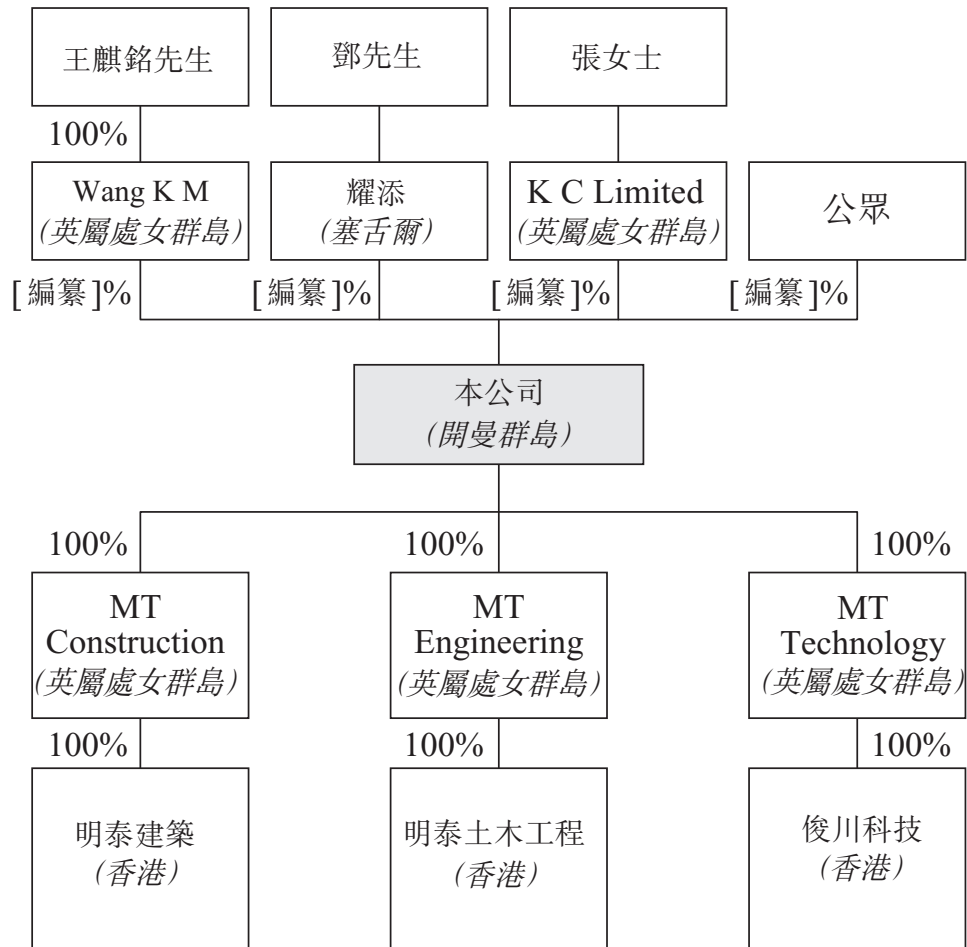 王麒銘先生
鄧先生
張女士
100%
Wang K M
(英屬處女群島)
耀添
(塞舌爾)
K C Limited
(英屬處女群島)
公眾
[編纂]%
[編纂]%
[編纂]%
[編纂]%
本公司
(開曼群島)
100%
100%
100%
MT
Construction
(英屬處女群島)
MT
Engineering
(英屬處女群島)
MT
Technology
(英屬處女群島)
100%
100%
100%
明泰建築
(香港)
明泰土木工程
(香港)
俊川科技
(香港)